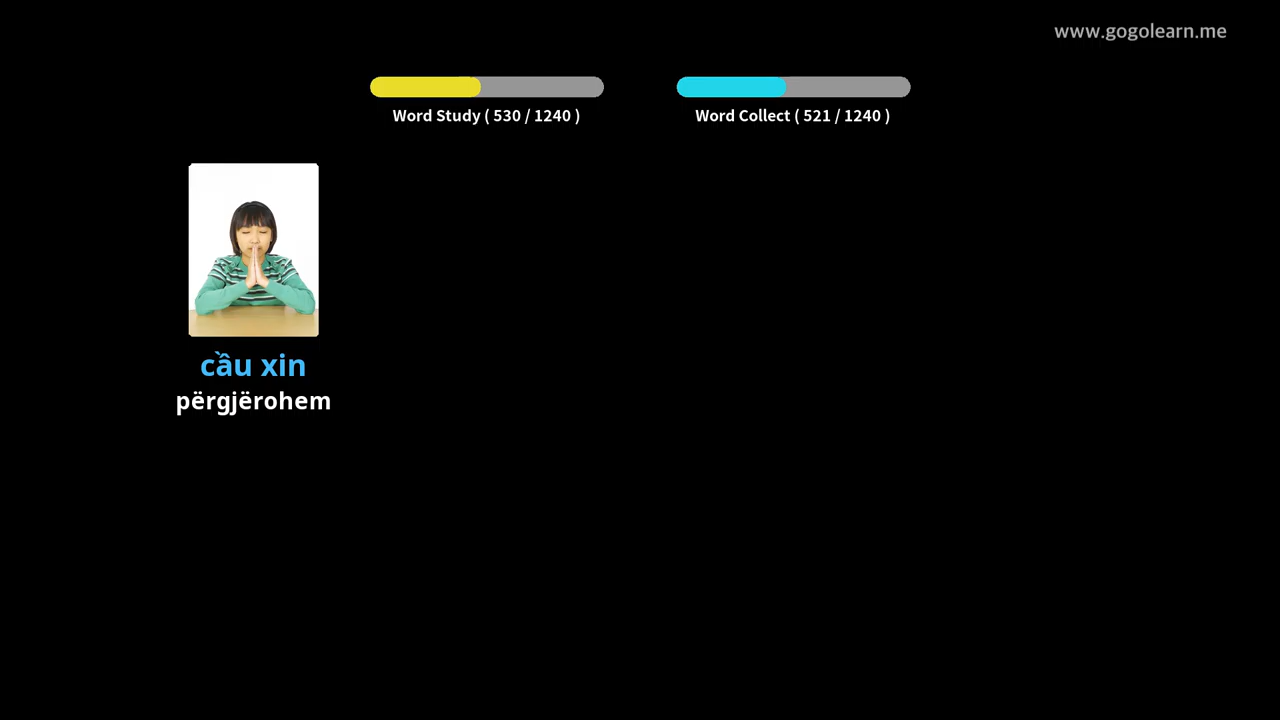 www.gogolearn.me
Word Study ( 530 / 1240 )
Word Collect ( 521 / 1240 )
cầu xin
përgjërohem